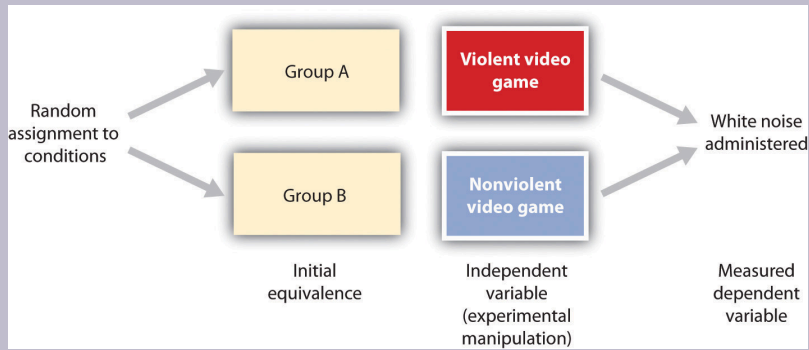 Random
assignment to
conditions
Group A
Group B
Violent video
game
Nonviolent
video game
White noise
administered
Initial
equivalence
Independent
variable
(experimental
manipulation)
Measured
dependent
variable